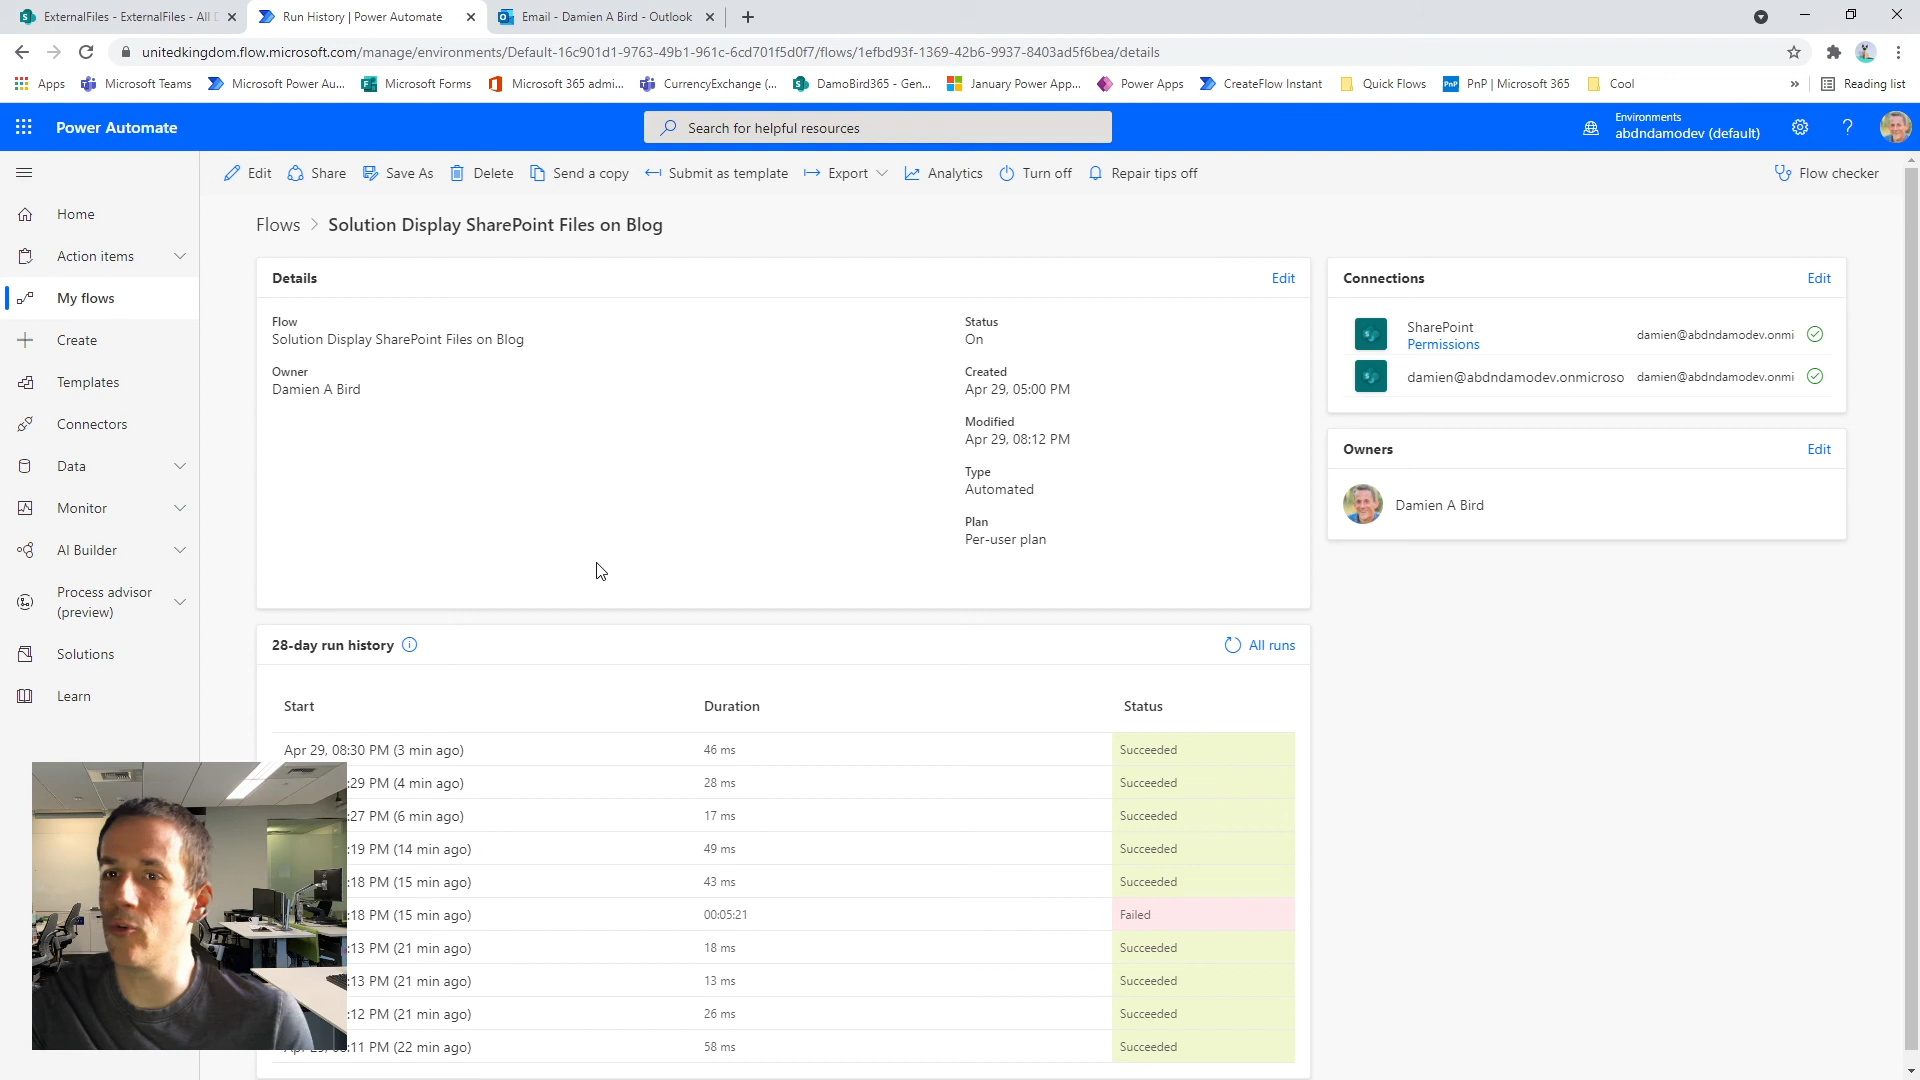 ExternalFiles - ExternalFiles - All
Run History | Power Automate
Email - Damien A Bird - Outlook
unitedkingdom.flow.microsoft.com/manage/environments/Default-16c901d1-9763-49b1-961c-6cd701f5d0f7/flows/1efbd93f-1369-42b6-9937-8403ad5f6bea/details
Apps
Microsoft Teams
Microsoft Power Au...
Microsoft Forms
Microsoft 365 admi...
CurrencyExchange (...
DamoBird365 - Gen...
January Power App...
Power Apps
CreateFlow Instant
Quick Flows
PnP | Microsoft 365
Cool
»
Reading list
Power Automate
Search for helpful resources
Environments
abdndamodev (default)
Edit
Share
Save As
Delete
Send a copy
Submit as template
Export
Analytics
Turn off
Repair tips off
Flow checker
Home
Action items
My flows
Create
Templates
Connectors
Data
Monitor
AI Builder
Process advisor
(preview)
Solutions
Learn
Flows > Solution Display SharePoint Files on Blog
Details
Edit
Flow
Solution Display SharePoint Files on Blog
Owner
Damien A Bird
Status
On
Created
Apr 29, 05:00 PM
Modified
Apr 29, 08:12 PM
Type
Automated
Plan
Per-user plan
Connections
Edit
SharePoint
Permissions
damien@abdndamodev.onmi
damien@abdndamodev.onmicroso
damien@abdndamodev.onmi
Owners
Edit
Damien A Bird
28-day run history
All runs
Start Duration Status
Apr 29, 08:30 PM (3 min ago) 46 ms Succeeded
:29 PM (4 min ago) 28 ms Succeeded
:27 PM (6 min ago) 17 ms Succeeded
:19 PM (14 min ago) 49 ms Succeeded
:18 PM (15 min ago) 43 ms Succeeded
:18 PM (15 min ago) 00:05:21 Failed
:13 PM (21 min ago) 18 ms Succeeded
:13 PM (21 min ago) 13 ms Succeeded
:12 PM (21 min ago) 26 ms Succeeded
:11 PM (22 min ago) 58 ms Succeeded